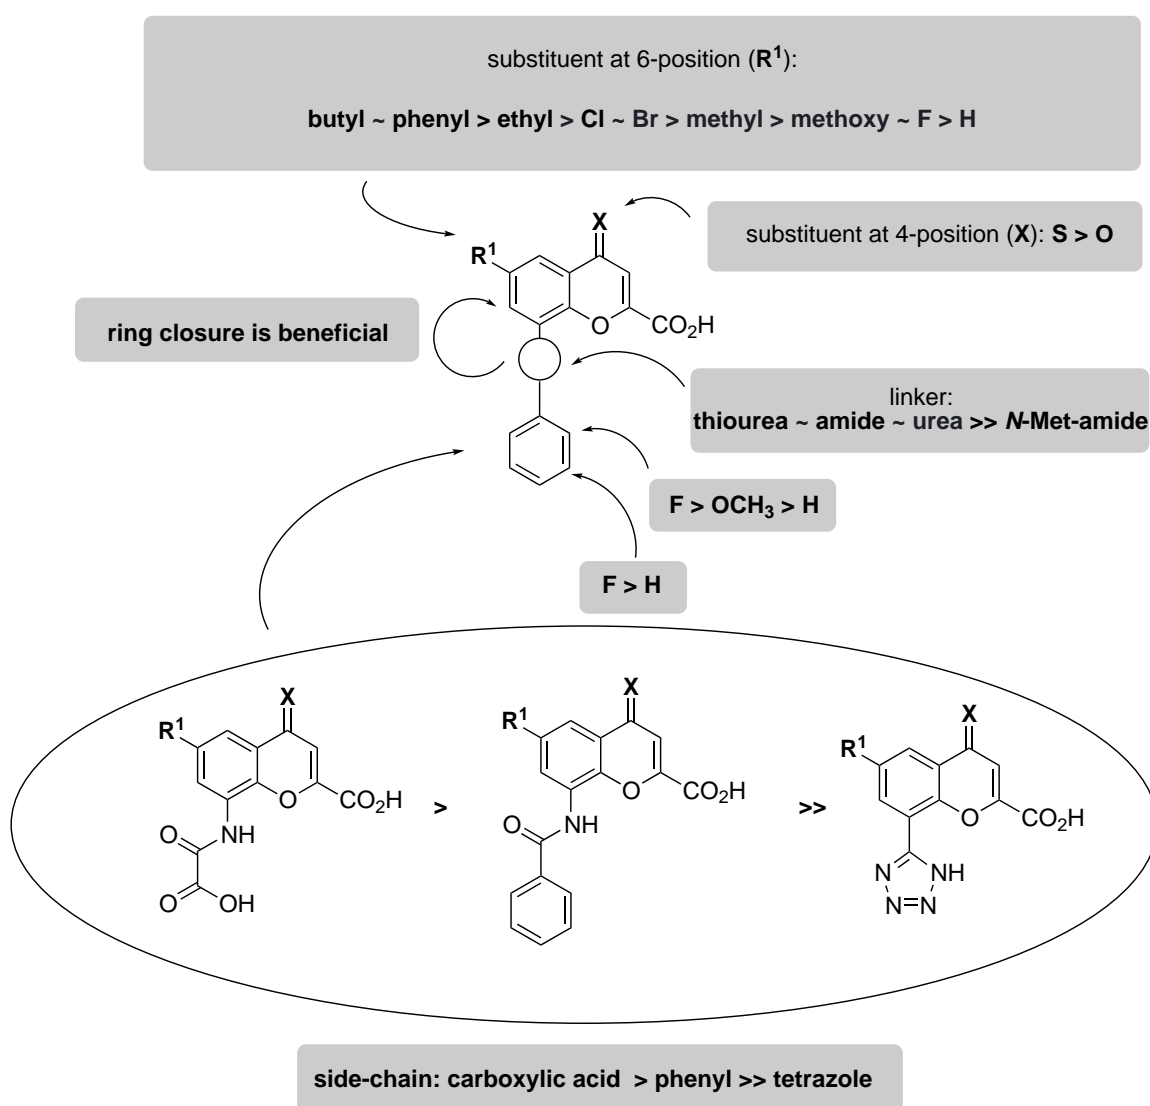 substituent at 6-position (R¹):
butyl ~ phenyl > ethyl > Cl ~ Br > methyl > methoxy ~ F > H
X
substituent at 4-position (X): S > O
R¹
ring closure is beneficial
O
CO₂H
linker:
thiourea ~ amide ~ urea >> N-Met-amide
F > OCH₃ > H
F > H
X
R¹
O
CO₂H
O
NH
O
OH
>
X
R¹
O
CO₂H
O
NH
>>
X
R¹
O
CO₂H
N
NH
N=N
side-chain: carboxylic acid > phenyl >> tetrazole